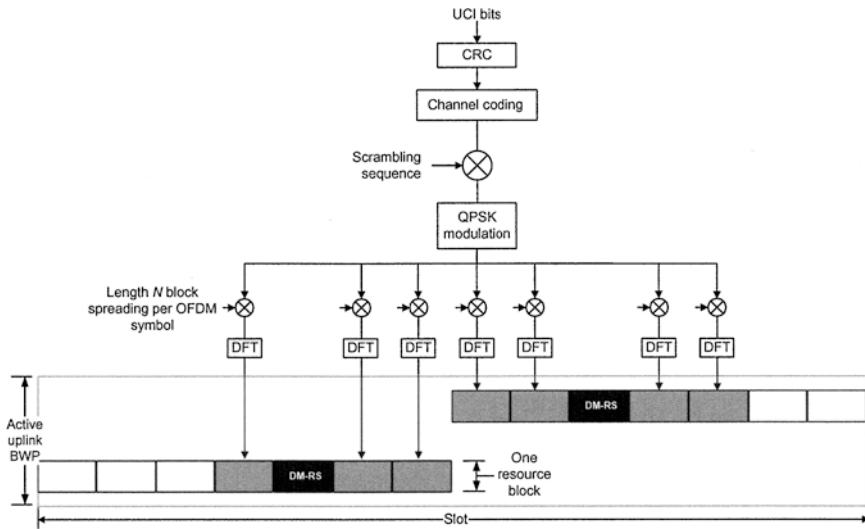 UCI bits
CRC
Channel coding
Scrambling
sequence
QPSK
modulation
Length N block
spreading per OFDM
symbol
DFT
DFT
DFT
DFT
DFT
DFT
DFT
Active
uplink
BWP
DM-RS
DM-RS
One
resource
block
Slot